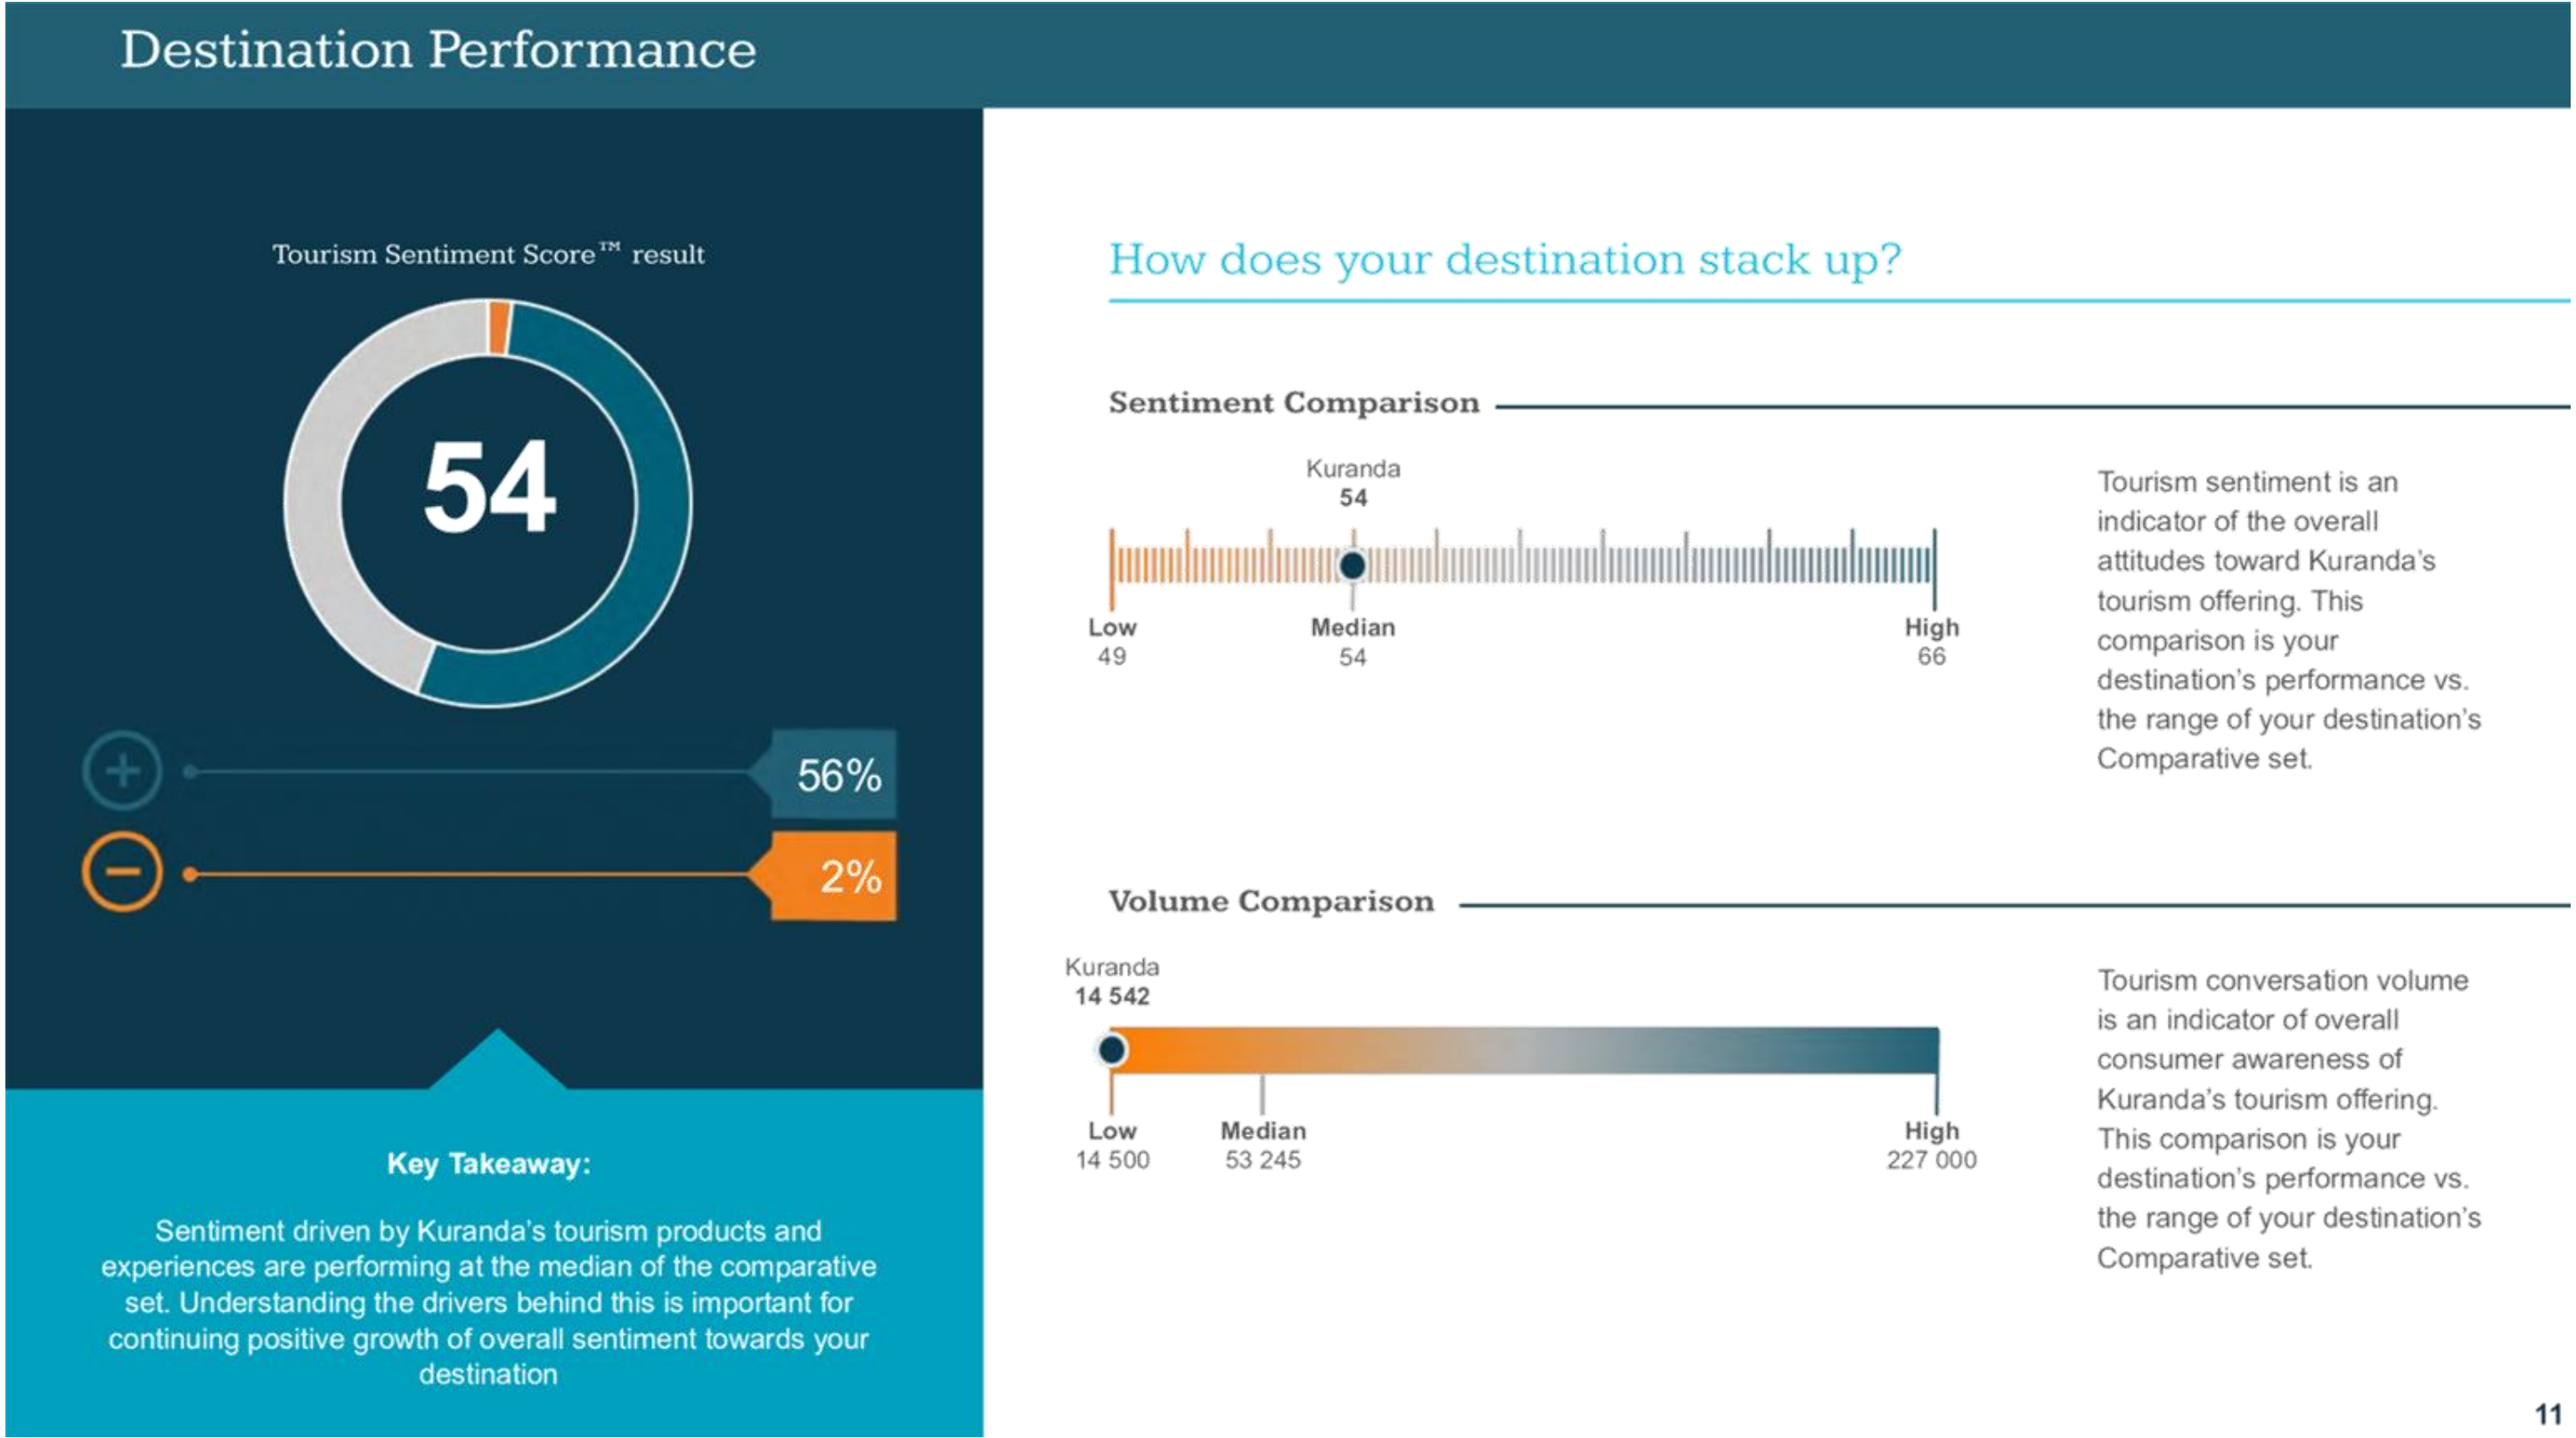 Destination Performance
Tourism Sentiment Score™ result
54
+
56%
−
2%
Key Takeaway:
Sentiment driven by Kuranda's tourism products and
experiences are performing at the median of the comparative
set. Understanding the drivers behind this is important for
continuing positive growth of overall sentiment towards your
destination
How does your destination stack up?
Sentiment Comparison
Kuranda
54
Low
49
Median
54
High
66
Tourism sentiment is an
indicator of the overall
attitudes toward Kuranda's
tourism offering. This
comparison is your
destination's performance vs.
the range of your destination's
Comparative set.
Volume Comparison
Kuranda
14 542
Low
14 500
Median
53 245
High
227 000
Tourism conversation volume
is an indicator of overall
consumer awareness of
Kuranda's tourism offering.
This comparison is your
destination's performance vs.
the range of your destination's
Comparative set.
11